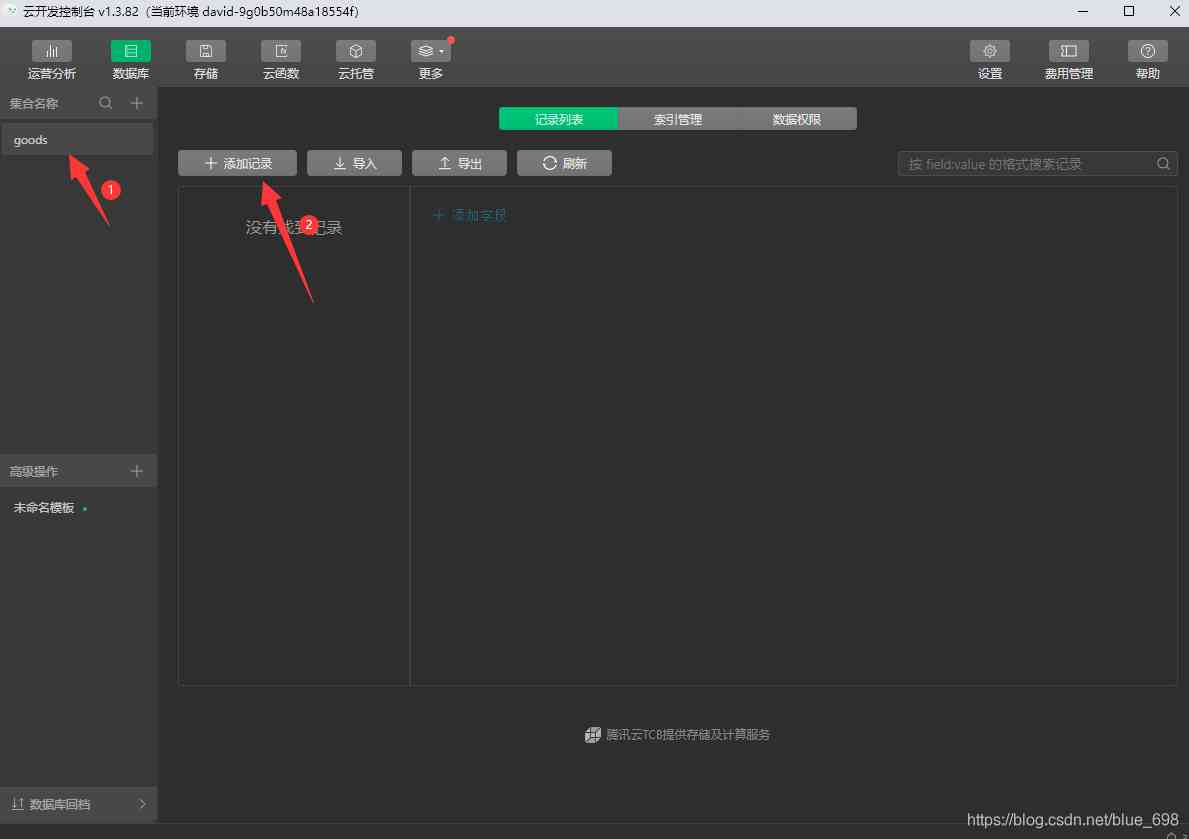 云开发控制台 v1.3.82（当前环境 david-9g0b50m48a18554f）
运营分析 数据库 存储 云函数 云托管 更多 设置 费用管理 帮助
集合名称
记录列表 索引管理 数据权限
goods
添加记录 导入 导出 刷新 按 field:value 的格式搜索记录
1
添加字段
没有找到记录
2
高级操作
未命名模板
腾讯云TCB提供存储及计算服务
数据库回档
https://blog.csdn.net/blue_698